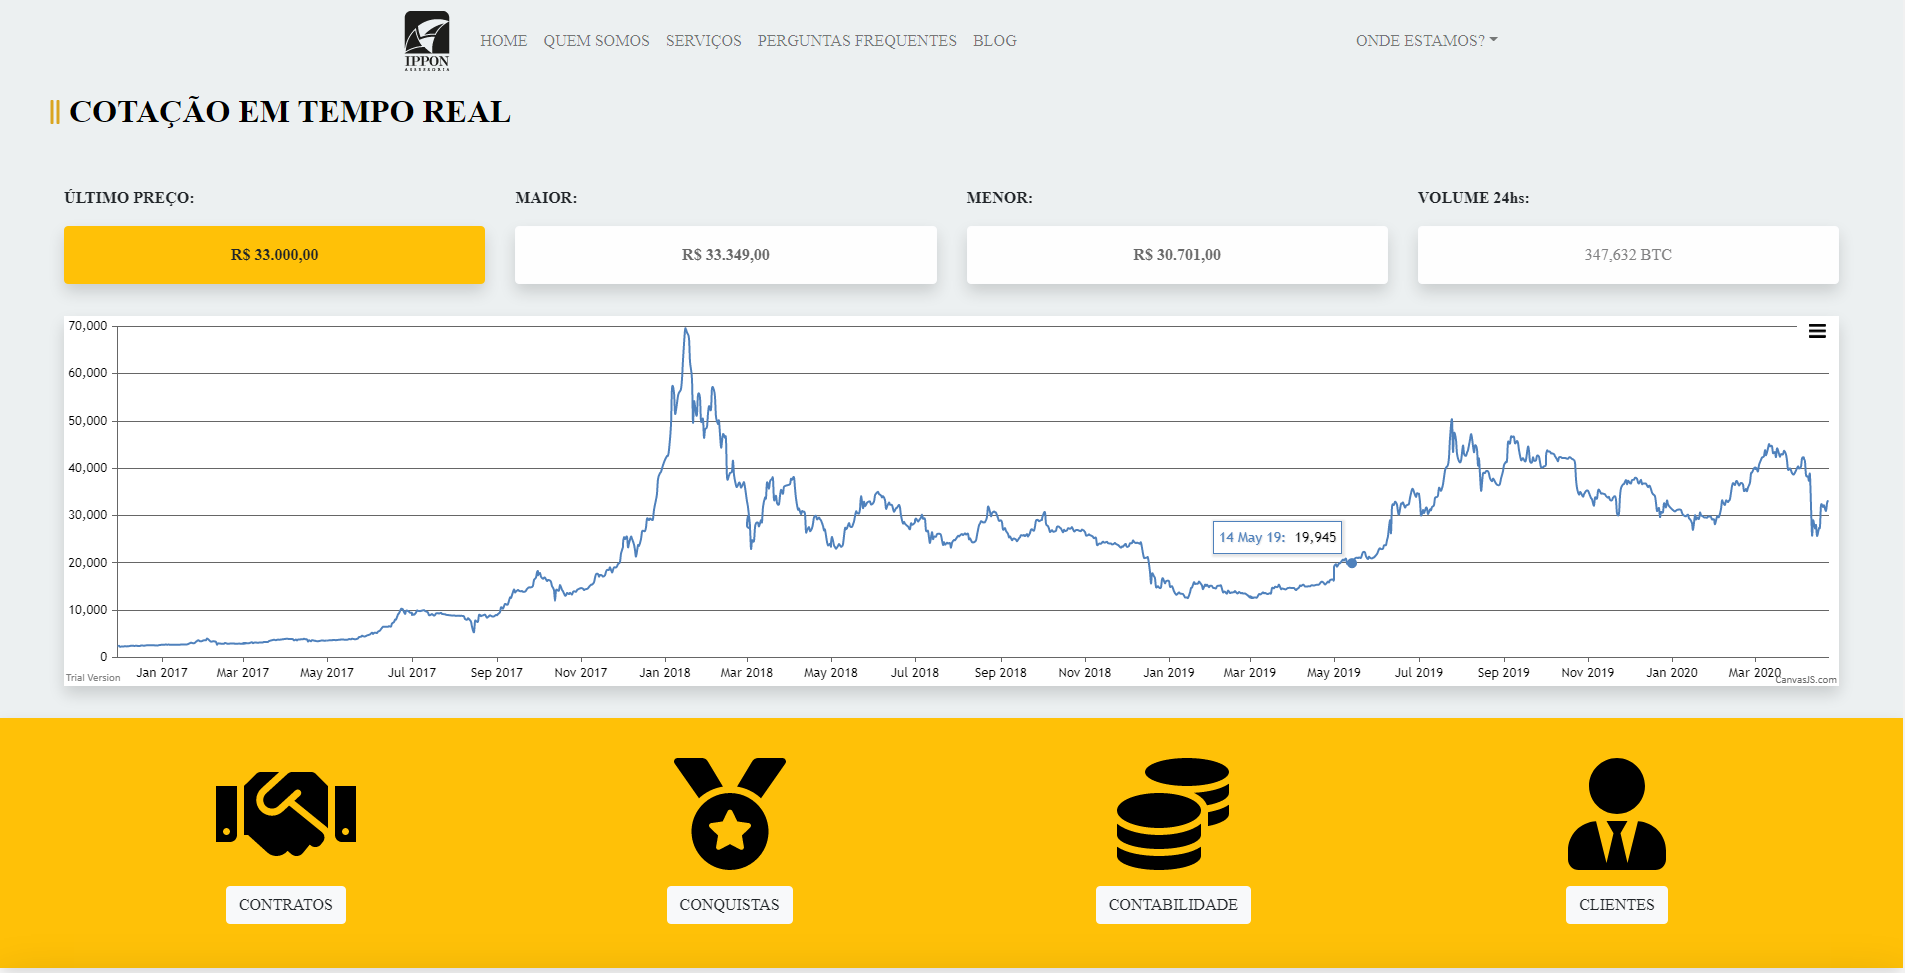 IPPON
ASSESSORIA
HOME QUEM SOMOS SERVIÇOS PERGUNTAS FREQUENTES BLOG ONDE ESTAMOS?
COTAÇÃO EM TEMPO REAL
ÚLTIMO PREÇO: MAIOR: MENOR: VOLUME 24hs:
R$ 33.000,00 R$ 33.349,00 R$ 30.701,00 347,632 BTC
70,000
60,000
50,000
40,000
30,000
14 May 19: 19,945
20,000
10,000
0
Jan 2017 Mar 2017 May 2017 Jul 2017 Sep 2017 Nov 2017 Jan 2018 Mar 2018 May 2018 Jul 2018 Sep 2018 Nov 2018 Jan 2019 Mar 2019 May 2019 Jul 2019 Sep 2019 Nov 2019 Jan 2020 Mar 2020
Trial Version CanvasJS.com
CONTRATOS CONQUISTAS CONTABILIDADE CLIENTES